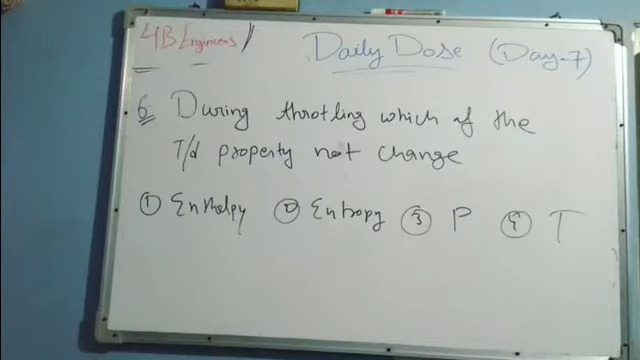 4B Engineers //
Daily Dose (Day-7)
6. During throtling which of the
T/d property not change
① Enthalpy ② Entropy ③ P ④ T